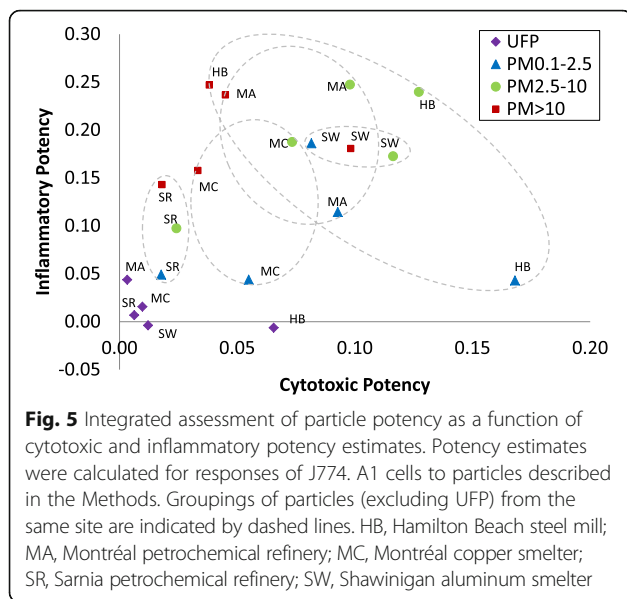 0.30
0.25
0.20
0.15
0.10
0.05
0.00
-0.05
Inflammatory Potency
UFP
PM0.1-2.5
PM2.5-10
PM>10
HB
MA
MA
HB
MC
SW
SW
SW
MC
SR
SR
MA
SR
MC
HB
MA
SR
MC
SW
HB
0.00
0.05
0.10
0.15
0.20
Cytotoxic Potency
Fig. 5 Integrated assessment of particle potency as a function of
cytotoxic and inflammatory potency estimates. Potency estimates
were calculated for responses of J774. A1 cells to particles described
in the Methods. Groupings of particles (excluding UFP) from the
same site are indicated by dashed lines. HB, Hamilton Beach steel mill;
MA, Montréal petrochemical refinery; MC, Montréal copper smelter;
SR, Sarnia petrochemical refinery; SW, Shawinigan aluminum smelter